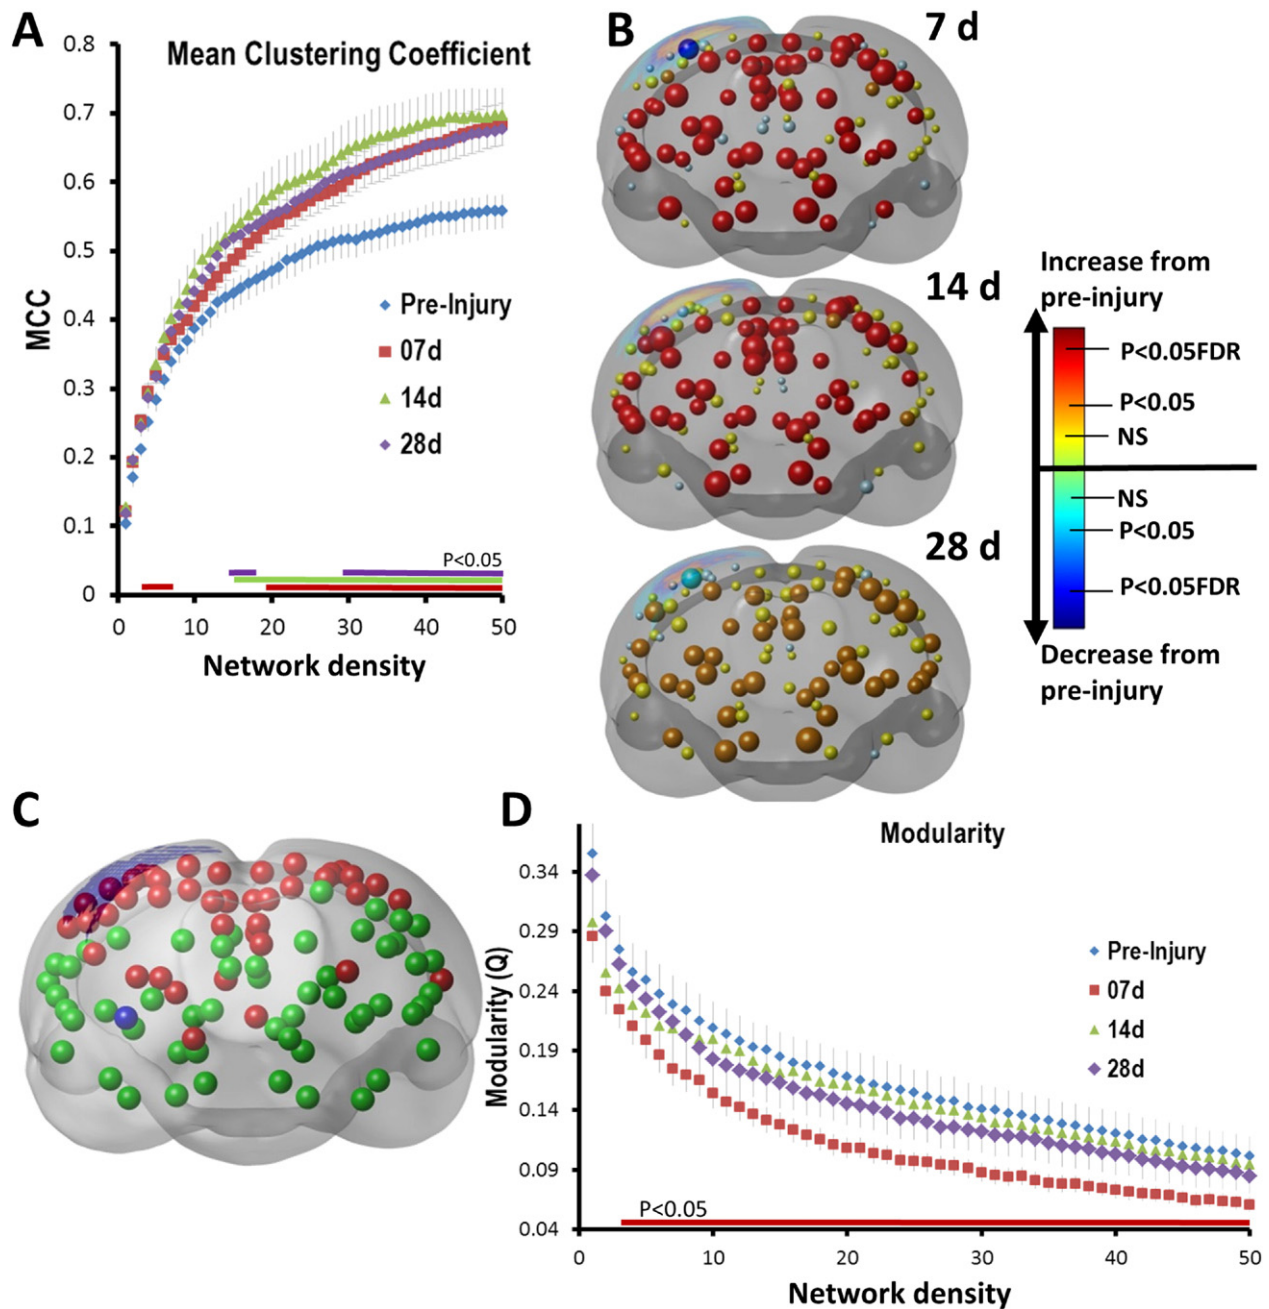 A
Mean Clustering Coefficient
0.8
0.7
0.6
0.5
0.4
0.3
0.2
0.1
0
MCC
Pre-Injury
07d
14d
28d
P<0.05
0 10 20 30 40 50
Network density
B
7 d
14 d
28 d
Increase from
pre-injury
P<0.05FDR
P<0.05
NS
NS
P<0.05
P<0.05FDR
Decrease from
pre-injury
C
D
Modularity
0.34
0.29
0.24
0.19
0.14
0.09
0.04
Modularity (Q)
Pre-Injury
07d
14d
28d
P<0.05
0 10 20 30 40 50
Network density